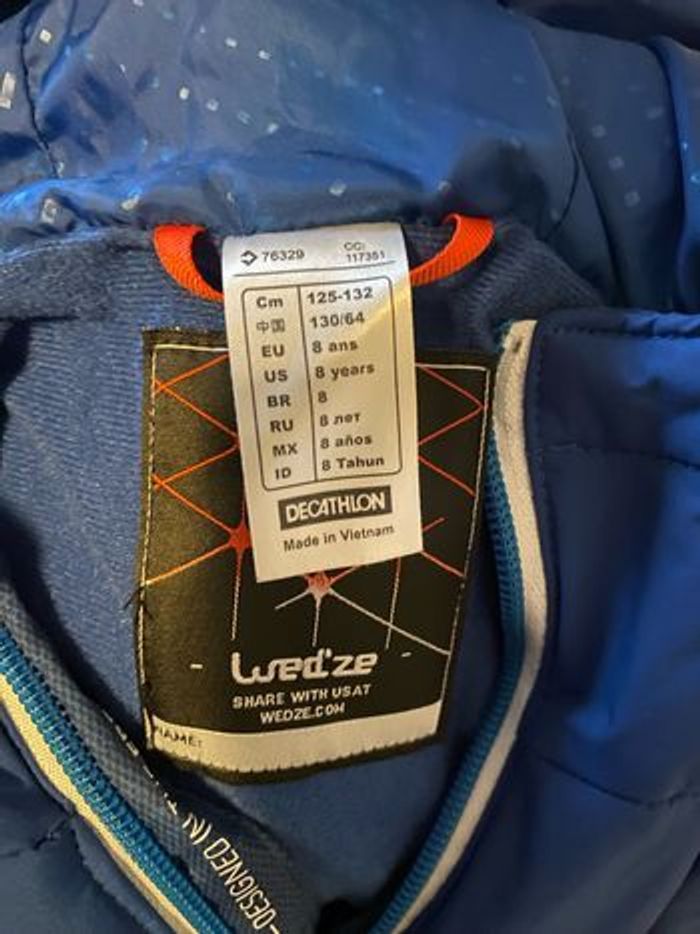 76329 CC: 117351
Cm 125-132
中国 130/64
EU 8 ans
US 8 years
BR 8
RU 8 лет
MX 8 años
ID 8 Tahun
DECATHLON
Made in Vietnam
- Wed'ze -
SHARE WITH US AT
WEDZE.COM
NAME:
-DESIGNED IN